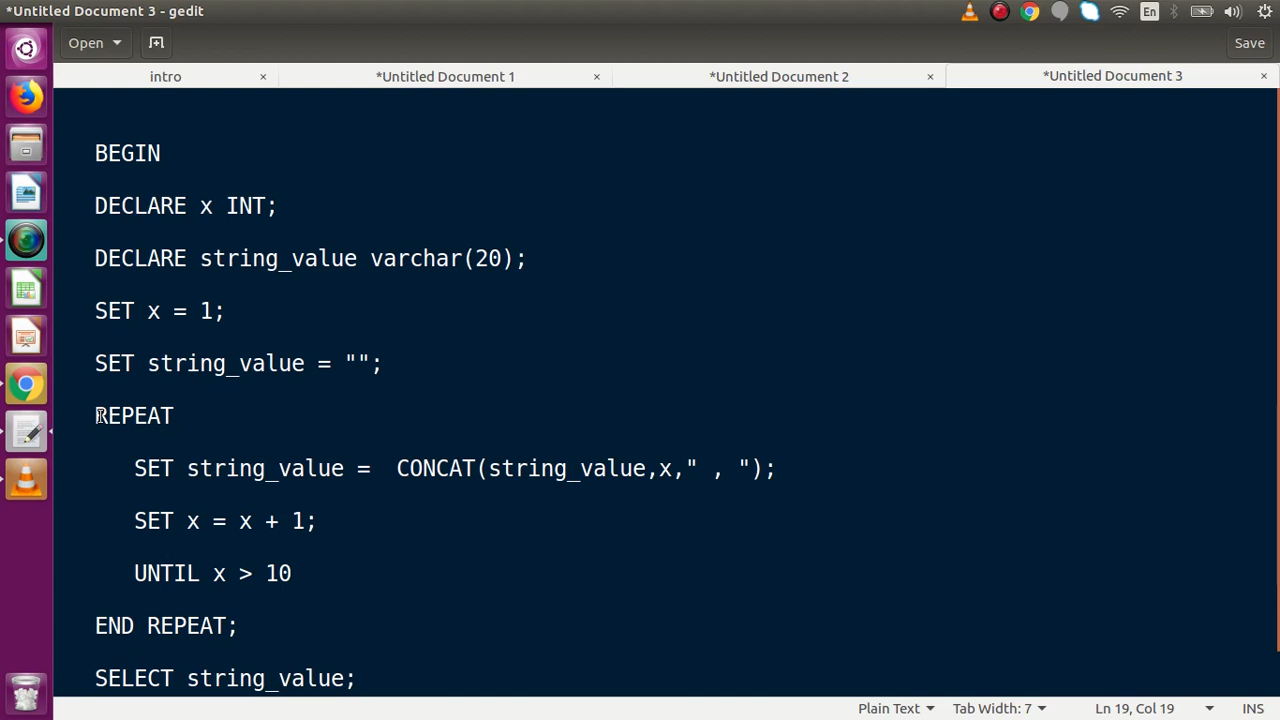 *Untitled Document 3 - gedit
En
Open
Save
intro
*Untitled Document 1
*Untitled Document 2
*Untitled Document 3
BEGIN
DECLARE x INT;
DECLARE string_value varchar(20);
SET x = 1;
SET string_value = "";
REPEAT
SET string_value =  CONCAT(string_value,x," , ");
SET x = x + 1;
UNTIL x > 10
END REPEAT;
SELECT string_value;
Plain Text
Tab Width: 7
Ln 19, Col 19
INS